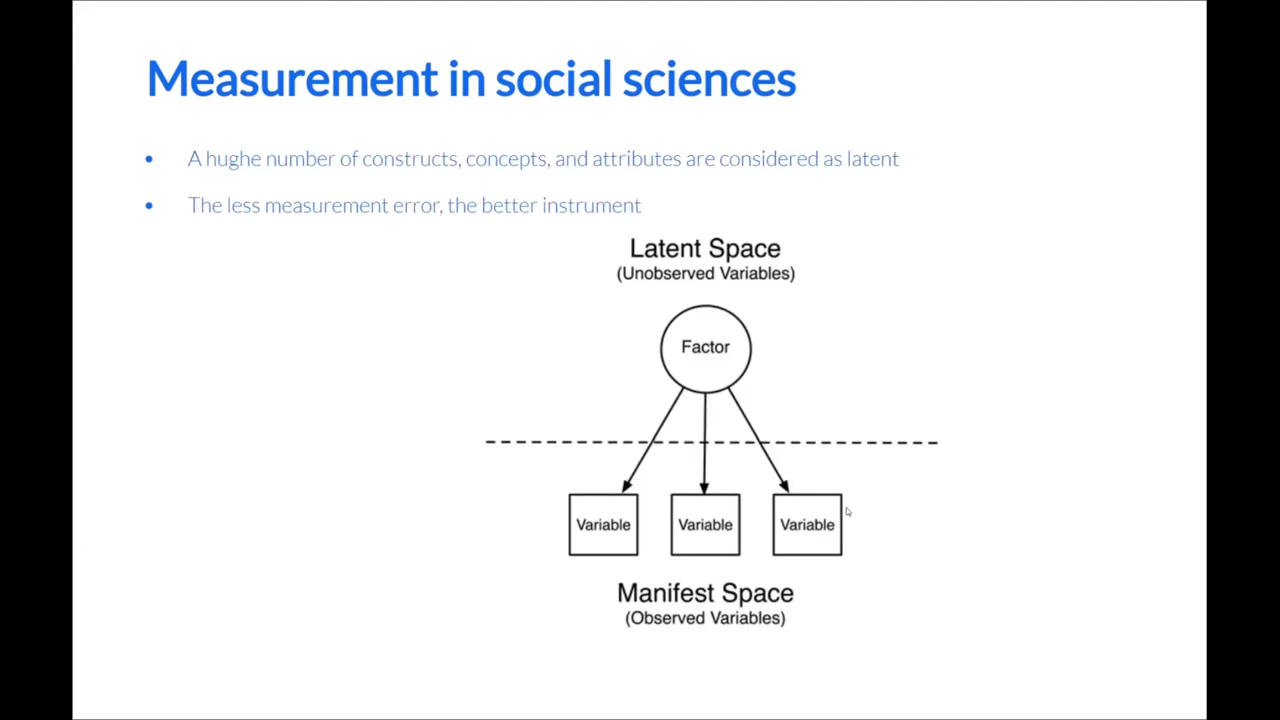 Measurement in social sciences
• A hughe number of constructs, concepts, and attributes are considered as latent
• The less measurement error, the better instrument
Latent Space
(Unobserved Variables)
Factor
Variable Variable Variable
Manifest Space
(Observed Variables)